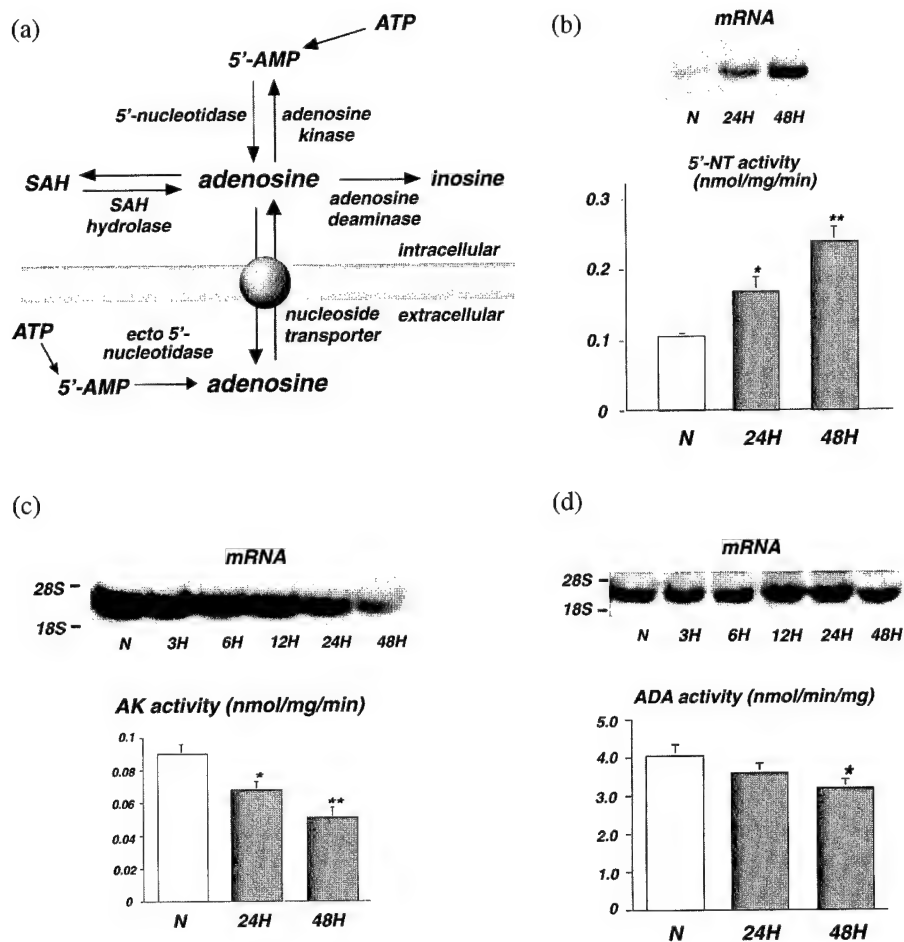 (a)
ATP
5'-AMP
5'-nucleotidase
adenosine
kinase
SAH
adenosine
inosine
SAH
hydrolase
adenosine
deaminase
intracellular
ATP
ecto 5'-
nucleotidase
nucleoside
transporter
extracellular
5'-AMP
adenosine
(b)
mRNA
N 24H 48H
5'-NT activity
(nmol/mg/min)
0.3
0.2
0.1
0
*
**
N 24H 48H
(c)
mRNA
28S
18S
N 3H 6H 12H 24H 48H
AK activity (nmol/mg/min)
0.1
0.08
0.06
0.04
0.02
0
*
**
N 24H 48H
(d)
mRNA
28S
18S
N 3H 6H 12H 24H 48H
ADA activity (nmol/min/mg)
5.0
4.0
3.0
2.0
1.0
0
*
N 24H 48H